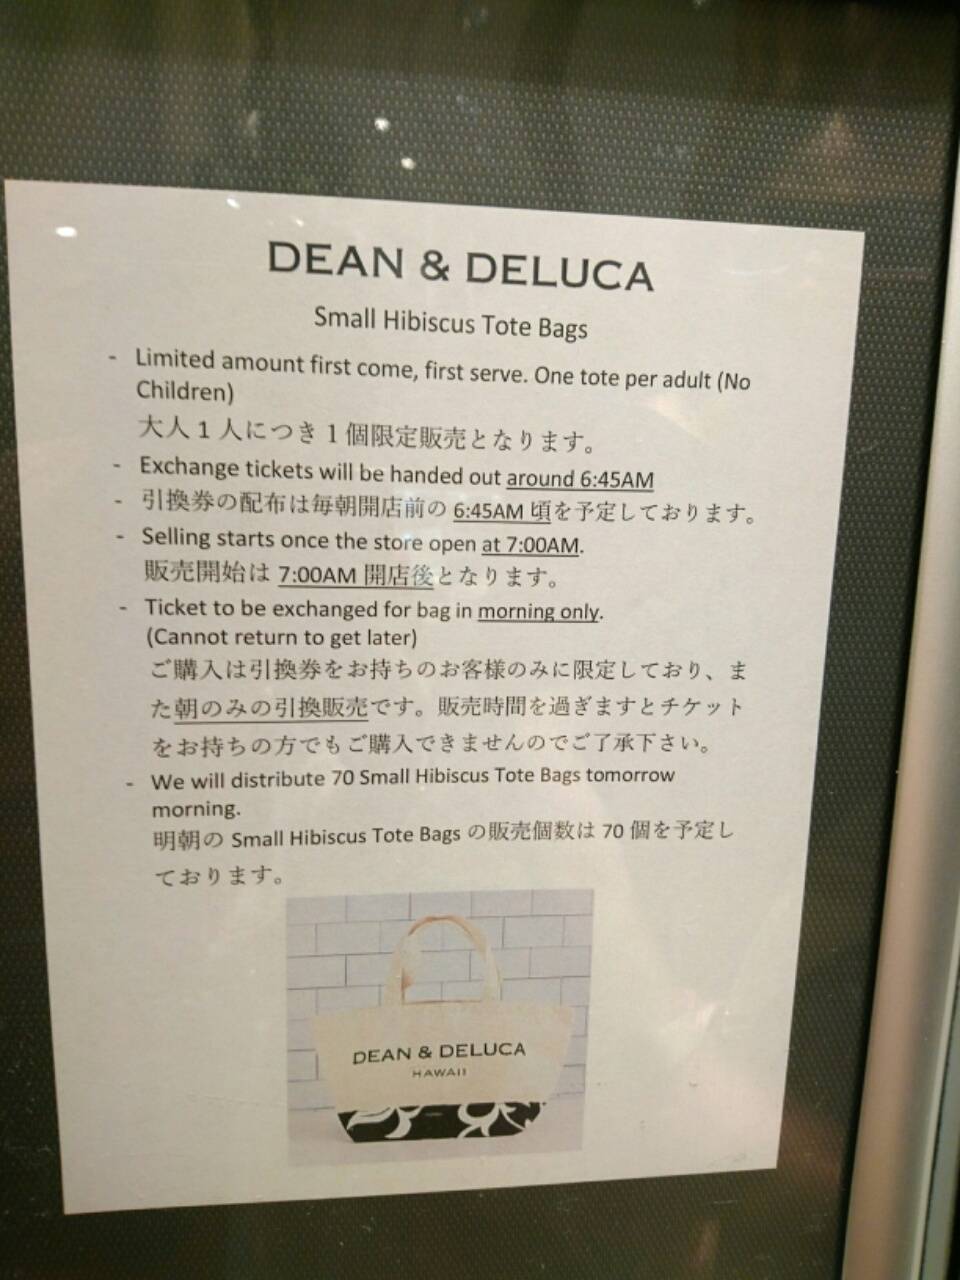 DEAN & DELUCA
Small Hibiscus Tote Bags
- Limited amount first come, first serve. One tote per adult (No
Children)
大人 1 人につき 1 個限定販売となります。
- Exchange tickets will be handed out around 6:45AM
- 引換券の配布は毎朝開店前の 6:45AM 頃を予定しております。
- Selling starts once the store open at 7:00AM.
販売開始は 7:00AM 開店後となります。
- Ticket to be exchanged for bag in morning only.
(Cannot return to get later)
ご購入は引換券をお持ちのお客様のみに限定しており、ま
た朝のみの引換販売です。販売時間を過ぎますとチケット
をお持ちの方でもご購入できませんのでご了承下さい。
- We will distribute 70 Small Hibiscus Tote Bags tomorrow
morning.
明朝の Small Hibiscus Tote Bags の販売個数は 70 個を予定し
ております。
DEAN & DELUCA
HAWAII